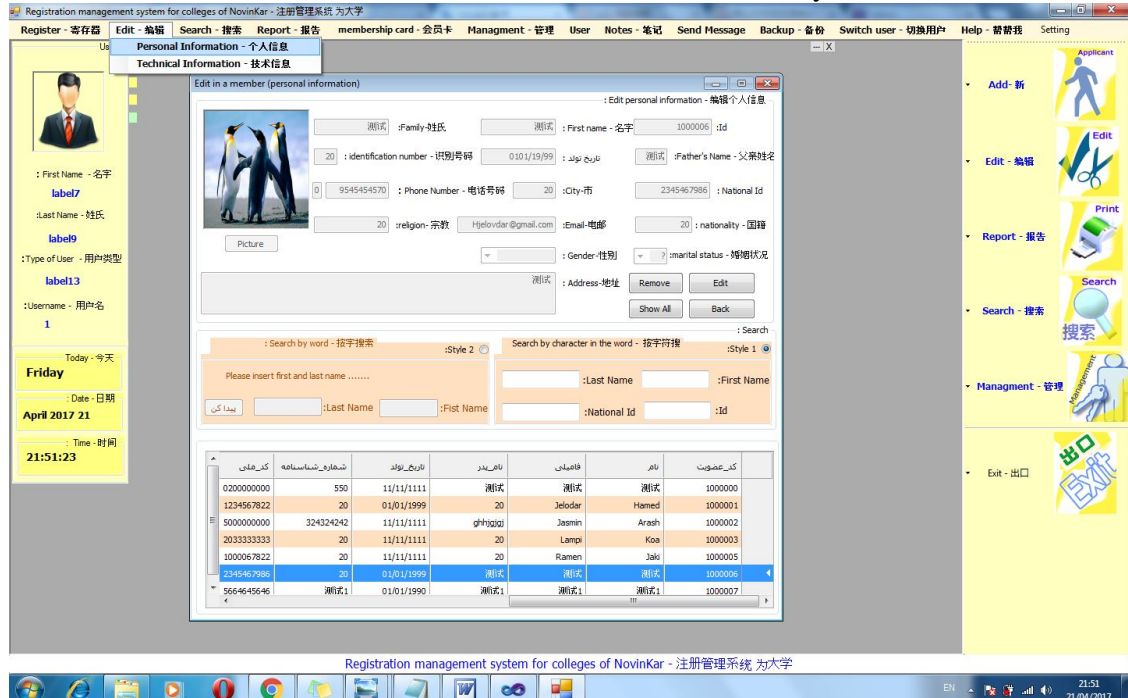 Registration management system for colleges of NovinKar - 注册管理系统 为大学
Register - 寄存器 Edit - 编辑 Search - 搜索 Report - 报告 membership card - 会员卡 Managment - 管理 User Notes - 笔记 Send Message Backup - 备份 Switch user - 切换用户 Help - 帮帮我 Setting
Personal Information - 个人信息
Technical Information - 技术信息
Us
: First Name - 名字
label7
:Last Name - 姓氏
label9
:Type of User - 用户类型
label13
:Username - 用户名
1
Today - 今天
Friday
: Date - 日期
April 2017 21
: Time - 时间
21:51:23
— X
Edit in a member (personal information)
: Edit personal information - 编辑个人信息
测试 :Family-姓氏 测试 : First name - 名字 1000006 :Id
20 : identification number - 识别号码 0101/19/99 : تاریخ تولد 测试 :Father's Name - 父亲姓名
0 9545454570 : Phone Number - 电话号码 20 :City-市 2345467986 : National Id
20 :religion- 宗教 Hjelovdar@gmail.com :Email-电邮 20 : nationality - 国籍
Picture
: Gender-性别 ? :marital status - 婚姻状况
测试 : Address-地址 Remove Edit
Show All Back
: Search
: Search by word - 按字搜索 :Style 2 Search by character in the word - 按字符搜 :Style 1
Please insert first and last name .......
:Last Name :First Name
پیدا کن :Last Name :Fist Name :National Id :Id
کد_ملی شماره_شناسنامه تاریخ_تولد نام_پدر فامیلی نام کد_عضویت
0200000000 550 11/11/1111 测试 测试 测试 1000000
1234567822 20 01/01/1999 20 Jelodar Hamed 1000001
5000000000 324324242 11/11/1111 ghhjgjgj Jasmin Arash 1000002
2033333333 20 11/11/1111 20 Lampi Koa 1000003
1000067822 20 11/11/1111 20 Ramen Jaki 1000005
2345467986 20 01/01/1999 测试 测试 测试 1000006
5664645646 测试1 01/01/1990 测试1 测试1 测试1 1000007
Applicant
Add- 新
Edit
Edit - 编辑
Print
Report - 报告
Search
Search - 搜索
搜索
Managment - 管理
Management
Exit - 出口
出口
Exit
Registration management system for colleges of NovinKar - 注册管理系统 为大学
EN
21:51
21/04/2017